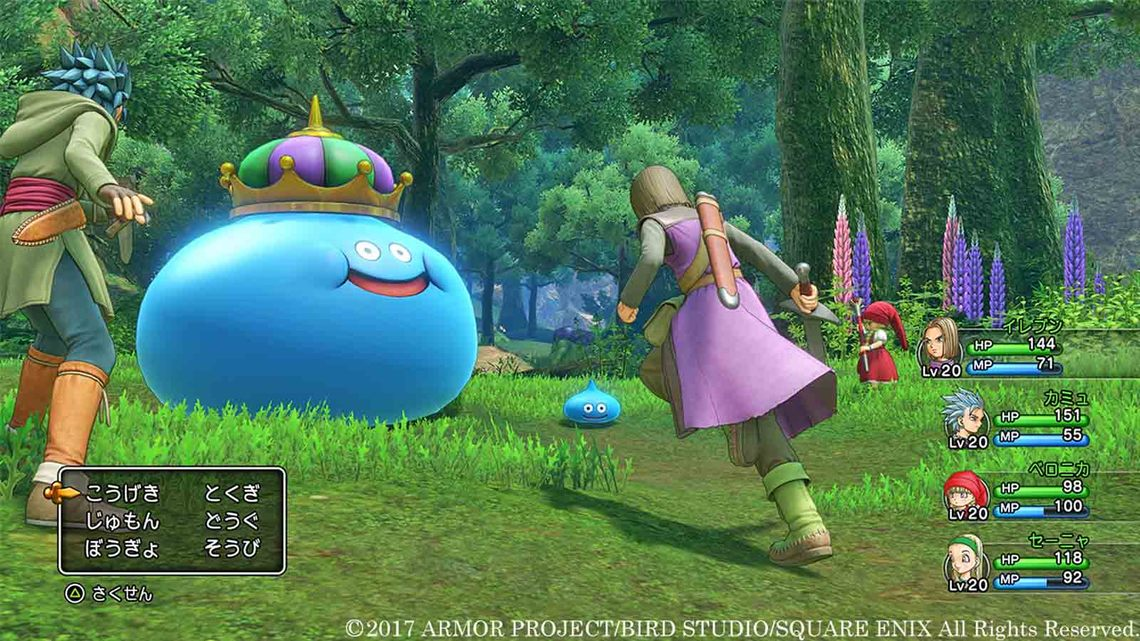 イレブン
HP 144
MP 71
Lv 20
カミュ
HP 151
MP 55
Lv 20
ベロニカ
HP 98
MP 100
Lv 20
セーニャ
HP 118
MP 92
Lv 20
こうげき とくぎ
じゅもん どうぐ
ぼうぎょ そうび
さくせん
©2017 ARMOR PROJECT/BIRD STUDIO/SQUARE ENIX All Rights Reserved